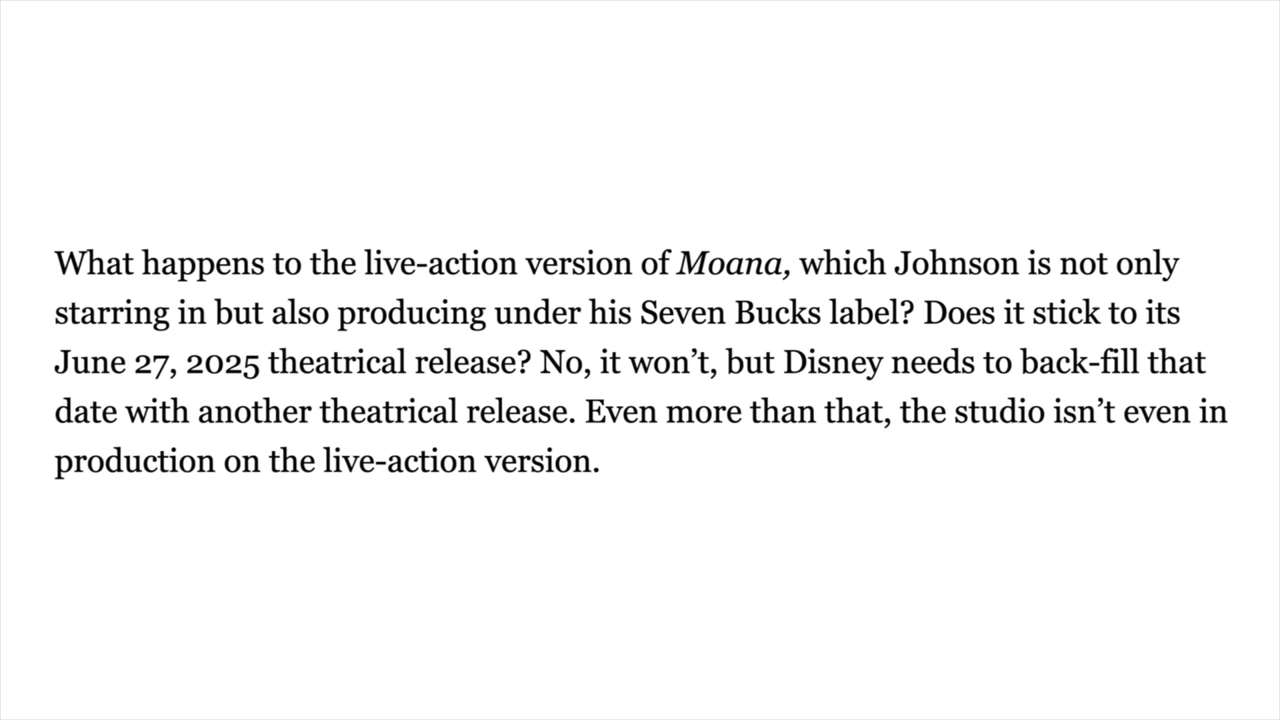 What happens to the live-action version of Moana, which Johnson is not only
starring in but also producing under his Seven Bucks label? Does it stick to its
June 27, 2025 theatrical release? No, it won’t, but Disney needs to back-fill that
date with another theatrical release. Even more than that, the studio isn’t even in
production on the live-action version.